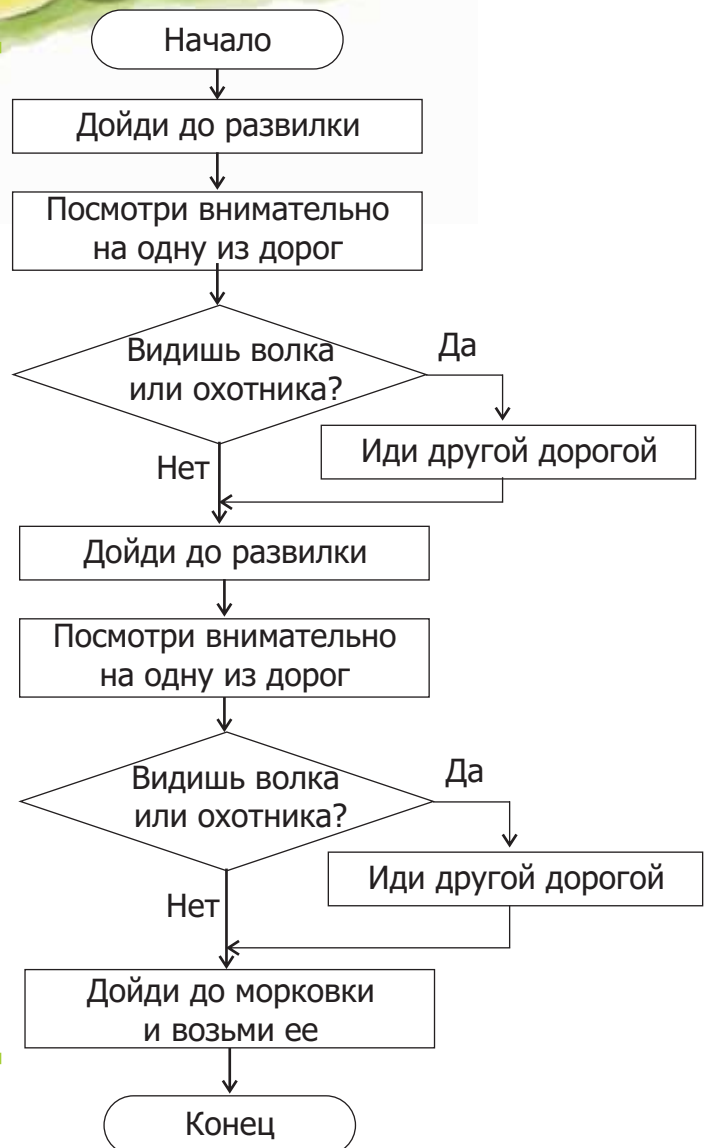 Начало
Дойди до развилки
Посмотри внимательно
на одну из дорог
Видишь волка
или охотника?
Да
Иди другой дорогой
Нет
Дойди до развилки
Посмотри внимательно
на одну из дорог
Видишь волка
или охотника?
Да
Иди другой дорогой
Нет
Дойди до морковки
и возьми ее
Конец